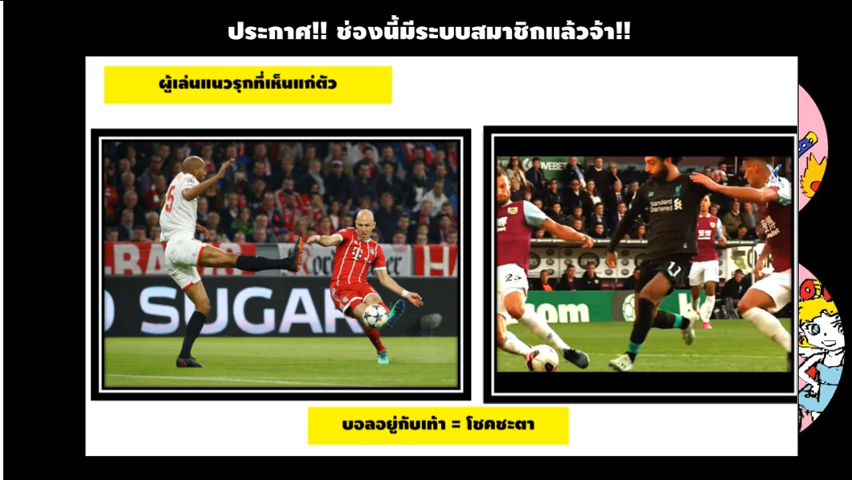 ประกาศ!! ช่องนี้มีระบบสมาชิกแล้วจ้า!!
ผู้เล่นแนวรุกที่เห็นแก่ตัว
SUGAR
Standard
Chartered
5
23
.com
บอลอยู่กับเท้า = โชคชะตา